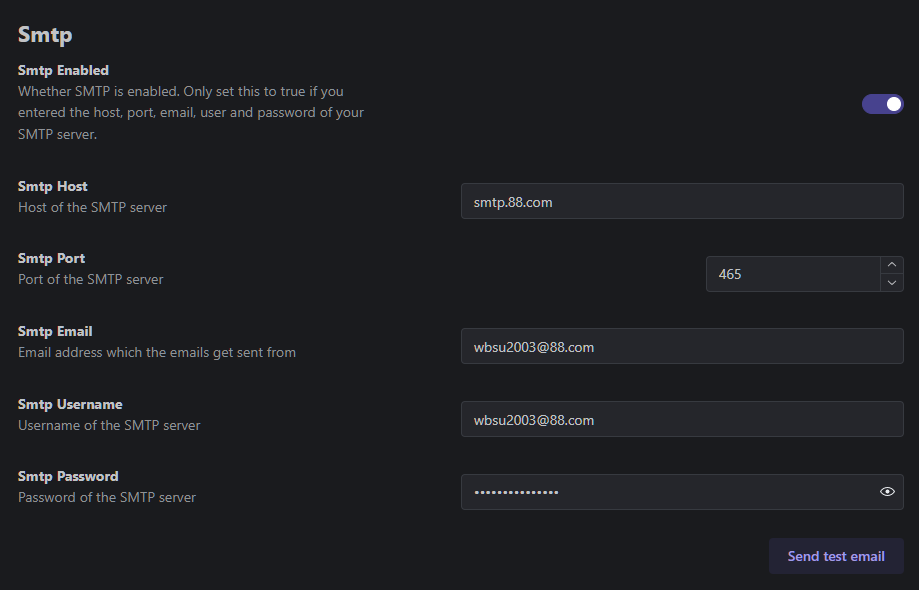 Smtp
Smtp Enabled
Whether SMTP is enabled. Only set this to true if you
entered the host, port, email, user and password of your
SMTP server.
Smtp Host
Host of the SMTP server
smtp.88.com
Smtp Port
Port of the SMTP server
465
Smtp Email
Email address which the emails get sent from
wbsu2003@88.com
Smtp Username
Username of the SMTP server
wbsu2003@88.com
Smtp Password
Password of the SMTP server
•••••••••••••••
Send test email